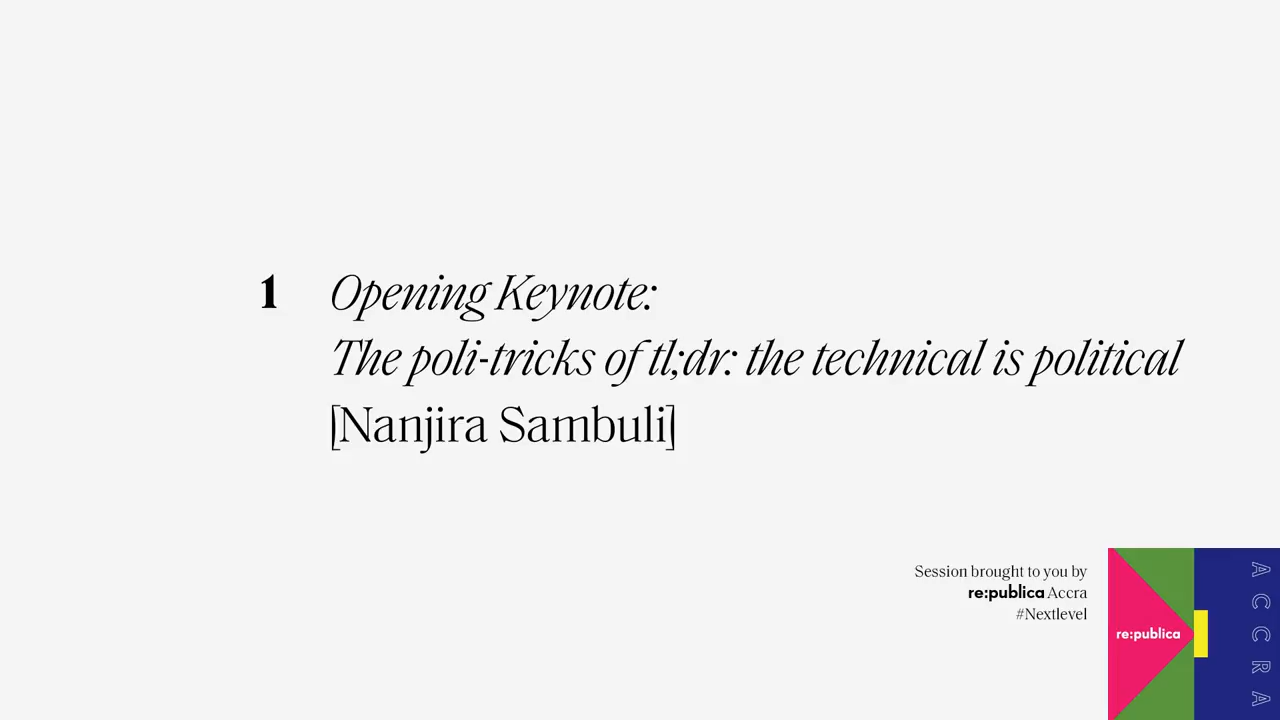 1 Opening Keynote:
The poli-tricks of tl;dr: the technical is political
[Nanjira Sambuli]
Session brought to you by
re:publica Accra
#Nextlevel
re:publica
ACCRA